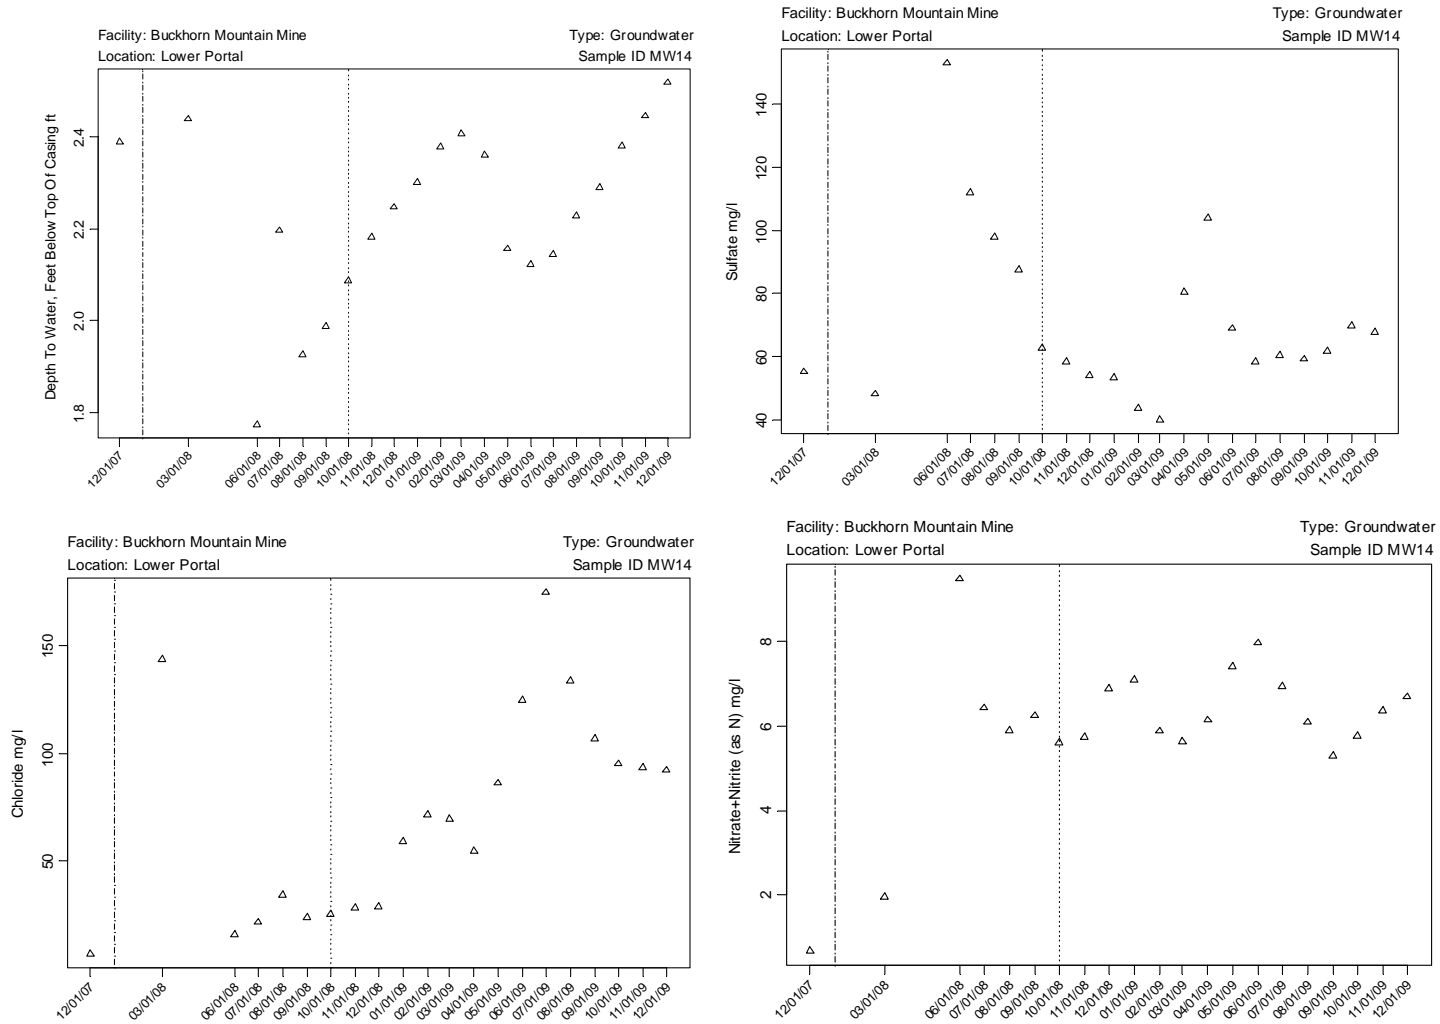 Facility: Buckhorn Mountain Mine Type: Groundwater
Location: Lower Portal Sample ID MW14
Depth To Water, Feet Below Top Of Casing ft
2.4
2.2
2.0
1.8
12/01/07 03/01/08 06/01/08 07/01/08 08/01/08 09/01/08 10/01/08 11/01/08 12/01/08 01/01/09 02/01/09 03/01/09 04/01/09 05/01/09 06/01/09 07/01/09 08/01/09 09/01/09 10/01/09 11/01/09 12/01/09
Facility: Buckhorn Mountain Mine Type: Groundwater
Location: Lower Portal Sample ID MW14
Sulfate mg/l
140
120
100
80
60
40
12/01/07 03/01/08 06/01/08 07/01/08 08/01/08 09/01/08 10/01/08 11/01/08 12/01/08 01/01/09 02/01/09 03/01/09 04/01/09 05/01/09 06/01/09 07/01/09 08/01/09 09/01/09 10/01/09 11/01/09 12/01/09
Facility: Buckhorn Mountain Mine Type: Groundwater
Location: Lower Portal Sample ID MW14
Chloride mg/l
150
100
50
12/01/07 03/01/08 06/01/08 07/01/08 08/01/08 09/01/08 10/01/08 11/01/08 12/01/08 01/01/09 02/01/09 03/01/09 04/01/09 05/01/09 06/01/09 07/01/09 08/01/09 09/01/09 10/01/09 11/01/09 12/01/09
Facility: Buckhorn Mountain Mine Type: Groundwater
Location: Lower Portal Sample ID MW14
Nitrate+Nitrite (as N) mg/l
8
6
4
2
12/01/07 03/01/08 06/01/08 07/01/08 08/01/08 09/01/08 10/01/08 11/01/08 12/01/08 01/01/09 02/01/09 03/01/09 04/01/09 05/01/09 06/01/09 07/01/09 08/01/09 09/01/09 10/01/09 11/01/09 12/01/09